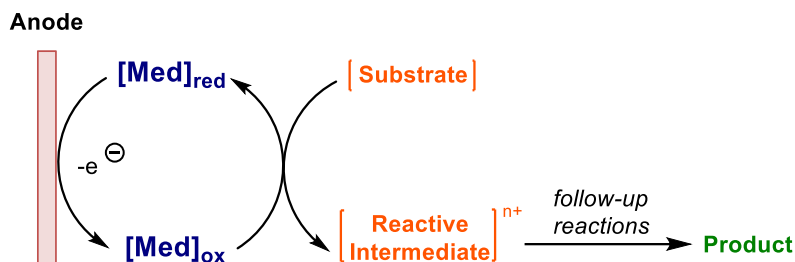 Anode
[Med]red
[Substrate]
-e ⊖
[Med]ox
[Reactive
Intermediate]n+
follow-up
reactions
Product